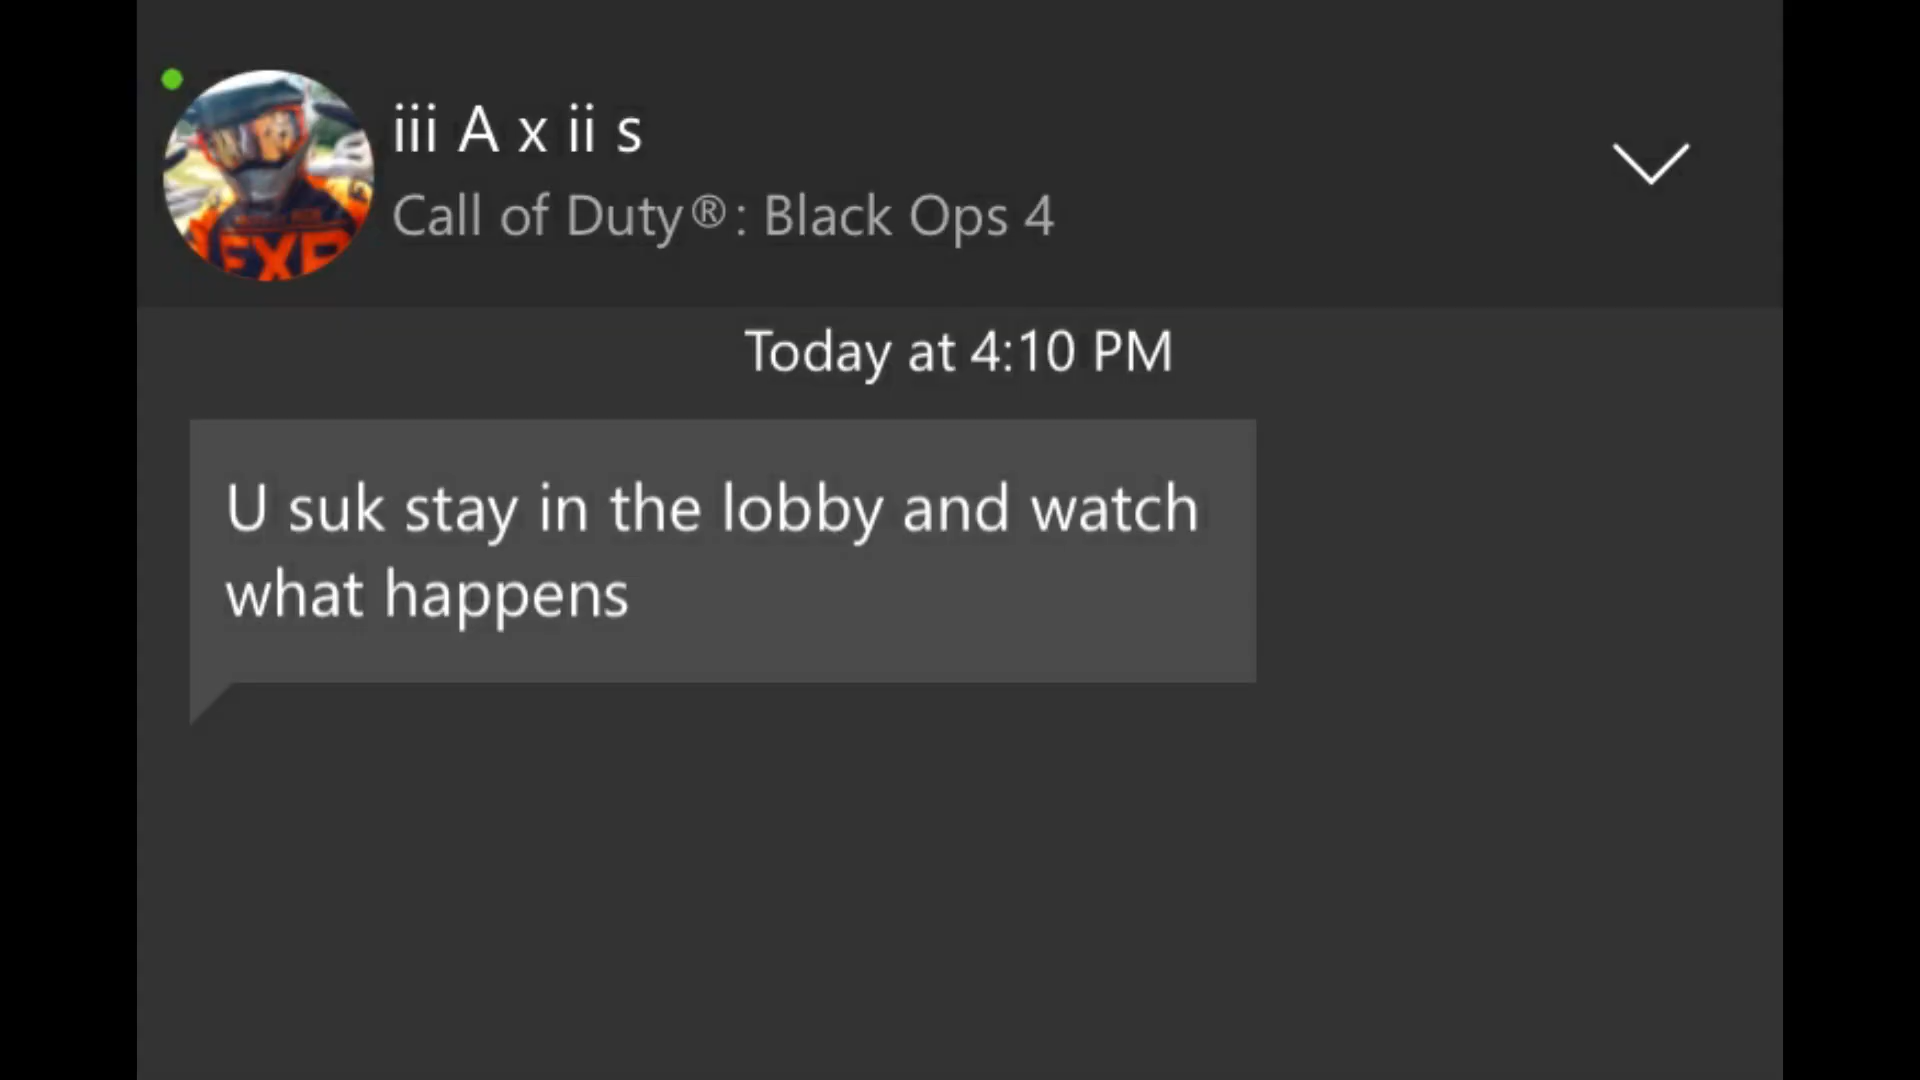 iii A x ii s
Call of Duty®: Black Ops 4
Today at 4:10 PM
U suk stay in the lobby and watch
what happens